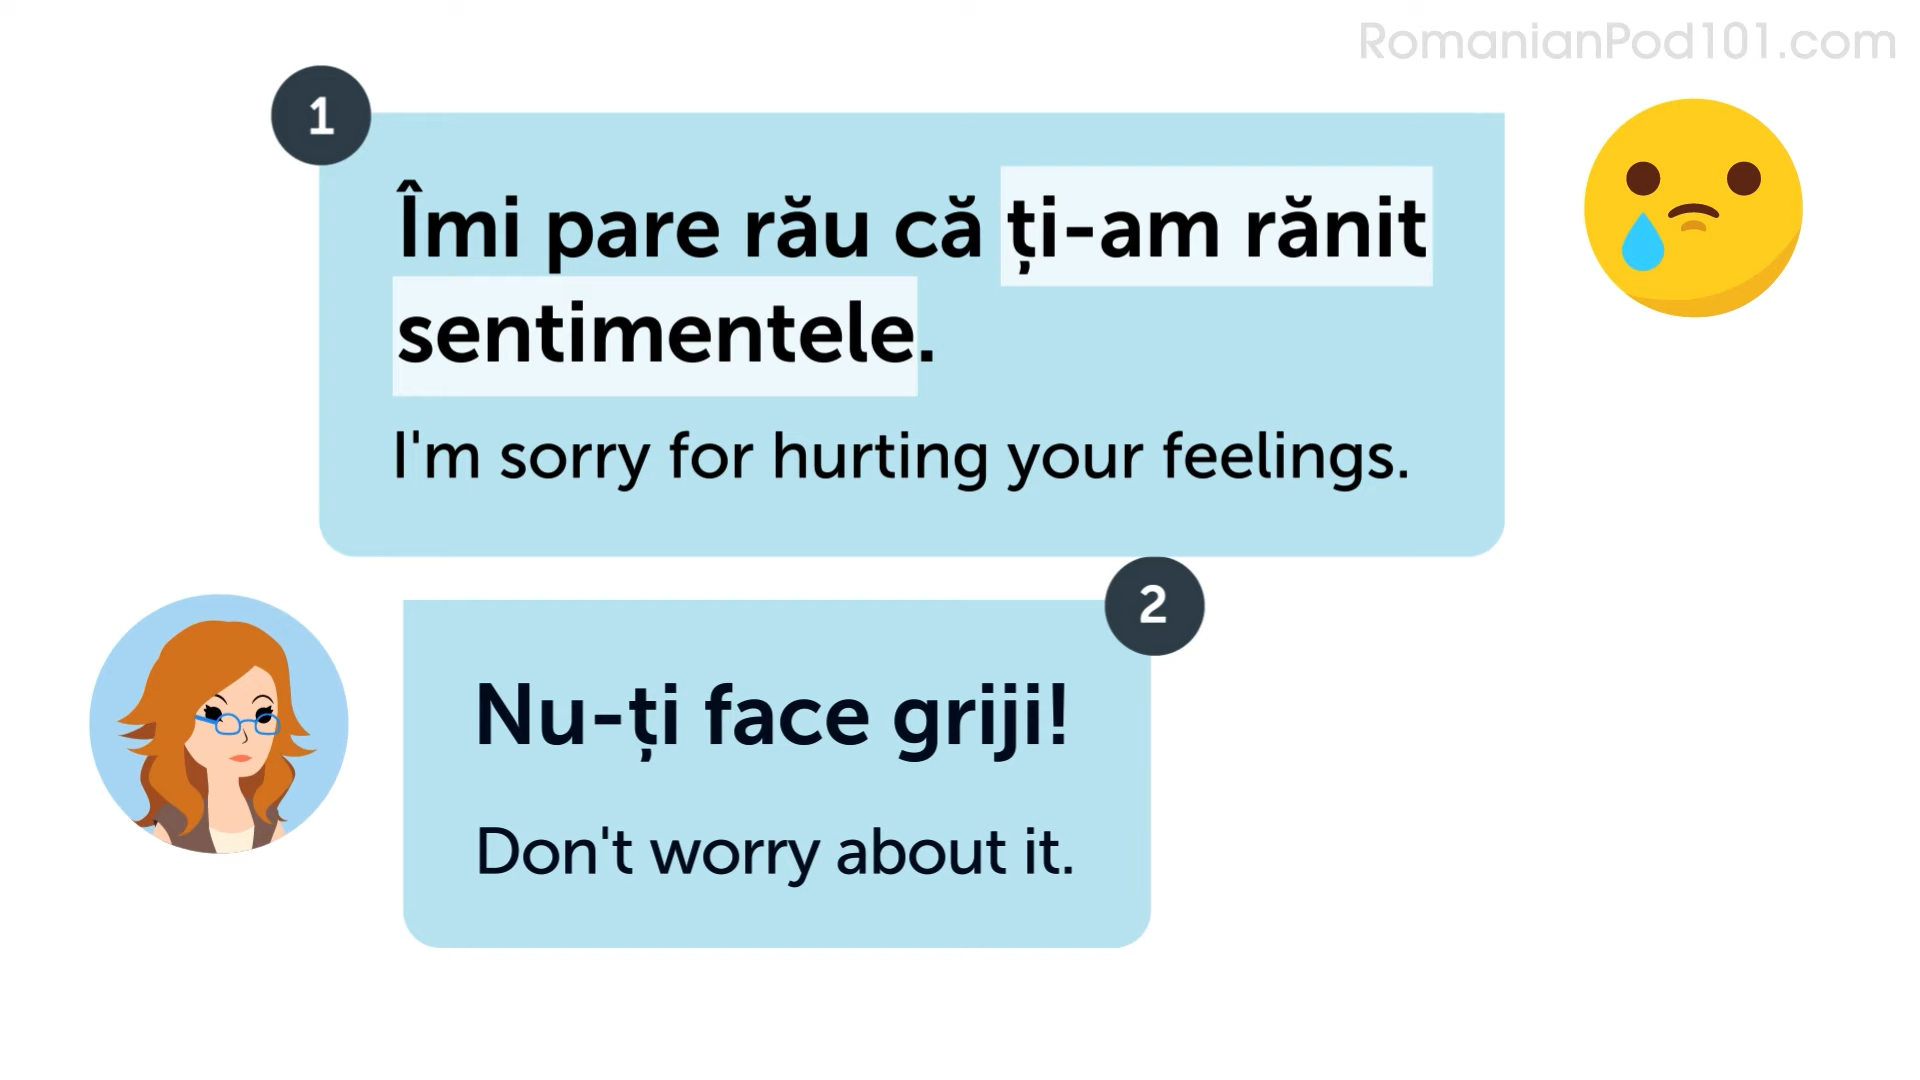 RomanianPod101.com
1
Îmi pare rău că ți-am rănit
sentimentele.
I'm sorry for hurting your feelings.
2
Nu-ți face griji!
Don't worry about it.